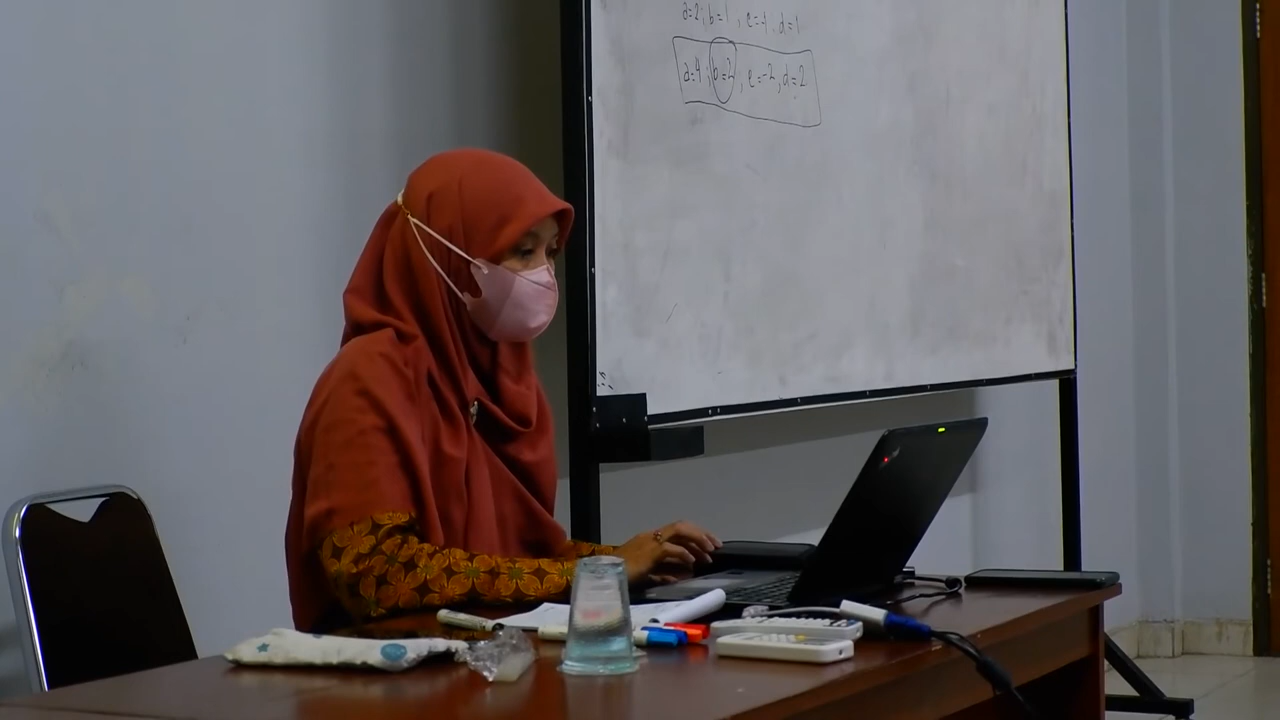 a=2; b=1, c=-1, d=1
a=4, b=2, c=-2, d=2